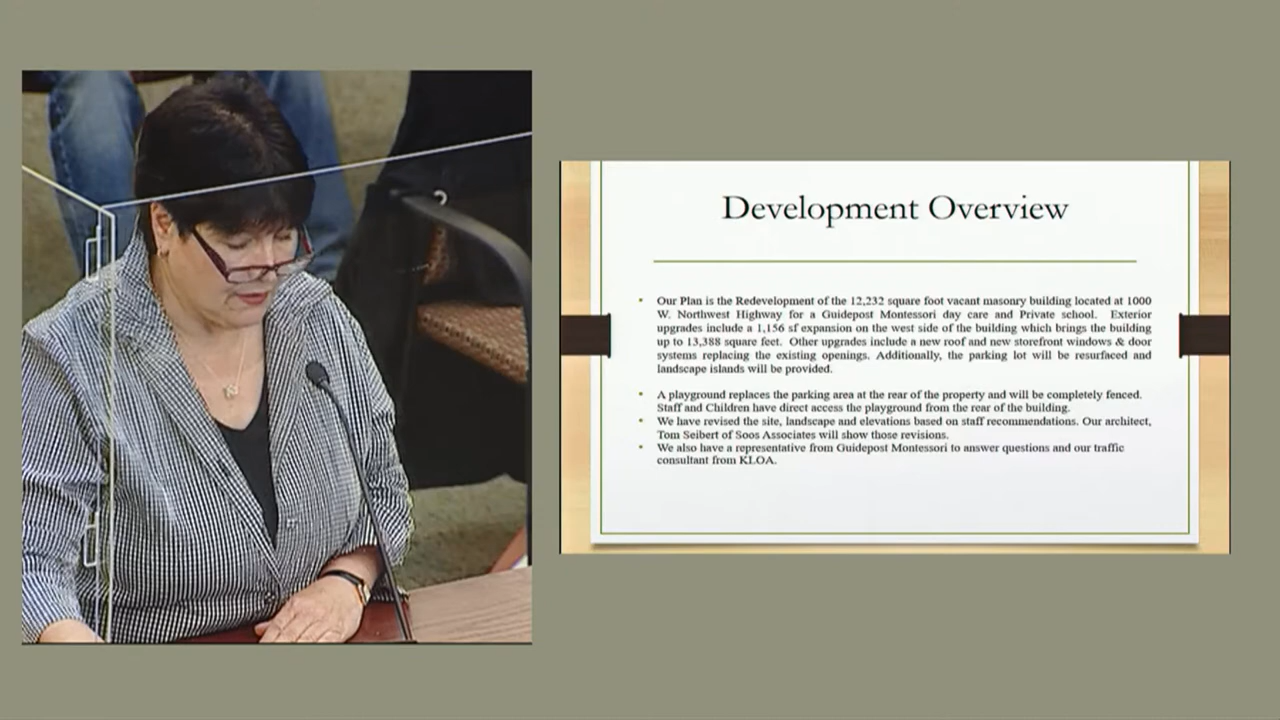 Development Overview
Our Plan is the Redevelopment of the 12,232 square foot vacant masonry building located at 1000
W. Northwest Highway for a Guidepost Montessori day care and Private school. Exterior
upgrades include a 1,156 sf expansion on the west side of the building which brings the building
up to 13,388 square feet. Other upgrades include a new roof and new storefront windows & door
systems replacing the existing openings. Additionally, the parking lot will be resurfaced and
landscape islands will be provided.
A playground replaces the parking area at the rear of the property and will be completely fenced.
Staff and Children have direct access the playground from the rear of the building.
We have revised the site, landscape and elevations based on staff recommendations. Our architect,
Tom Seibert of Soos Associates will show those revisions.
We also have a representative from Guidepost Montessori to answer questions and our traffic
consultant from KLOA.